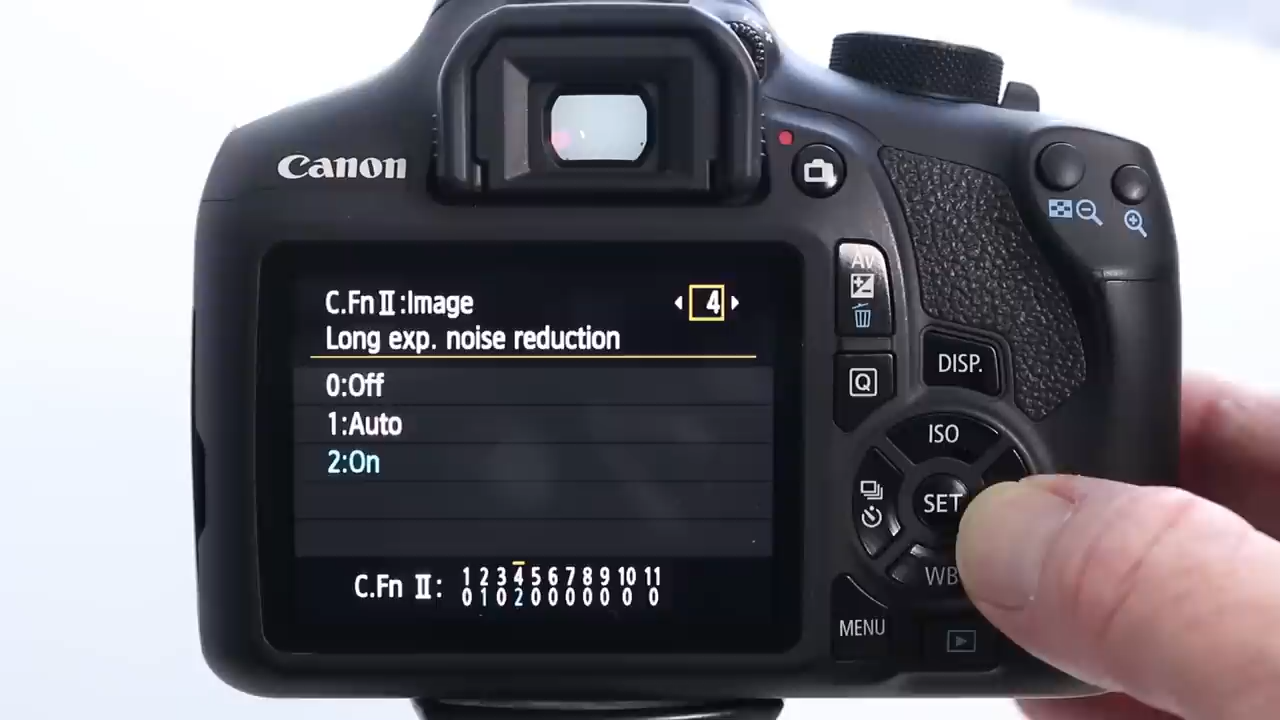 Canon
C.Fn II:Image 4
Long exp. noise reduction
0:Off
1:Auto
2:On
C.Fn II: 1 2 3 4 5 6 7 8 9 10 11
0 1 0 2 0 0 0 0 0 0 0
Av
Q
DISP.
ISO
SET
WB
MENU